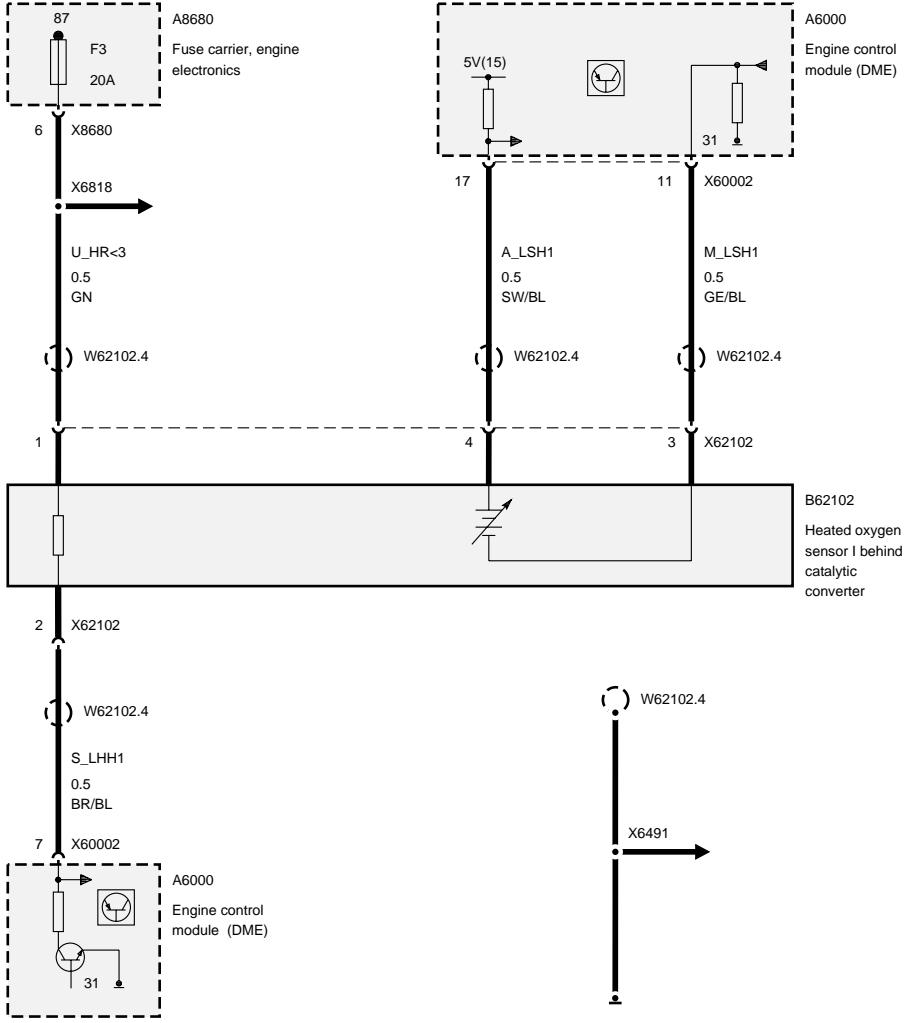 87
F3
20A
A8680
Fuse carrier, engine
electronics
5V(15)
31
A6000
Engine control
module (DME)
6 X8680
17
11 X60002
X6818
U_HR<3
0.5
GN
A_LSH1
0.5
SW/BL
M_LSH1
0.5
GE/BL
W62102.4
W62102.4
W62102.4
1
4
3 X62102
B62102
Heated oxygen
sensor I behind
catalytic
converter
2 X62102
W62102.4
S_LHH1
0.5
BR/BL
7 X60002
A6000
Engine control
module (DME)
31
W62102.4
X6491